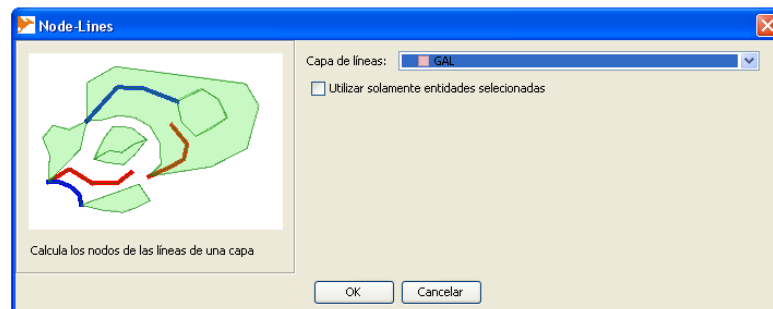 Node-Lines
Capa de líneas:
GAL
Utilizar solamente entidades selecionadas
Calcula los nodos de las líneas de una capa
OK
Cancelar